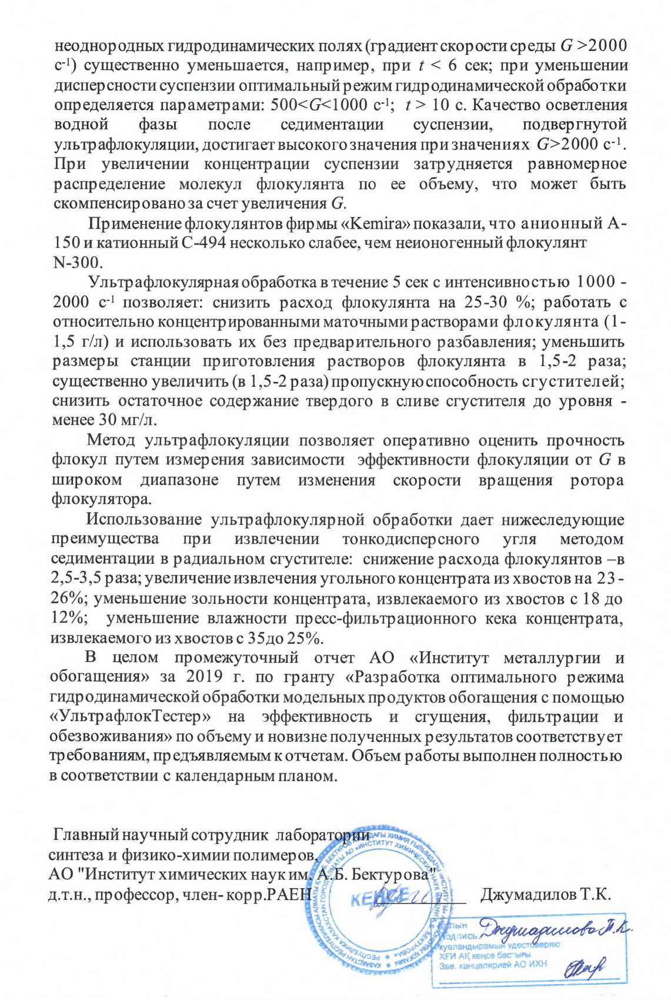 неоднородных гидродинамических полях (градиент скорости среды G >2000
с-1) существенно уменьшается, например, при t < 6 сек; при уменьшении
дисперсности суспензии оптимальный режим гидродинамической обработки
определяется параметрами: 500<G<1000 с-1; t > 10 с. Качество осветления
водной фазы после седиментации суспензии, подвергнутой
ультрафлокуляции, достигает высокого значения при значениях G>2000 с-1.
При увеличении концентрации суспензии затрудняется равномерное
распределение молекул флокулянта по ее объему, что может быть
скомпенсировано за счет увеличения G.
Применение флокулянтов фирмы «Kemira» показали, что анионный А-
150 и катионный С-494 несколько слабее, чем неионогенный флокулянт
N-300.
Ультрафлокулярная обработка в течение 5 сек с интенсивностью 1000 -
2000 с-1 позволяет: снизить расход флокулянта на 25-30 %; работать с
относительно концентрированными маточными растворами флокулянта (1-
1,5 г/л) и использовать их без предварительного разбавления; уменьшить
размеры станции приготовления растворов флокулянта в 1,5-2 раза;
существенно увеличить (в 1,5-2 раза) пропускную способность сгустителей;
снизить остаточное содержание твердого в сливе сгустителя до уровня -
менее 30 мг/л.
Метод ультрафлокуляции позволяет оперативно оценить прочность
флокул путем измерения зависимости эффективности флокуляции от G в
широком диапазоне путем изменения скорости вращения ротора
флокулятора.
Использование ультрафлокулярной обработки дает нижеследующие
преимущества при извлечении тонкодисперсного угля методом
седиментации в радиальном сгустителе: снижение расхода флокулянтов –в
2,5-3,5 раза; увеличение извлечения угольного концентрата из хвостов на 23 -
26%; уменьшение зольности концентрата, извлекаемого из хвостов с 18 до
12%; уменьшение влажности пресс-фильтрационного кека концентрата,
извлекаемого из хвостов с 35до 25%.
В целом промежуточный отчет АО «Институт металлургии и
обогащения» за 2019 г. по гранту «Разработка оптимального режима
гидродинамической обработки модельных продуктов обогащения с помощью
«УльтрафлокТестер» на эффективность и сгущения, фильтрации и
обезвоживания» по объему и новизне полученных результатов соответствует
требованиям, предъявляемым к отчетам. Объем работы выполнен полностью
в соответствии с календарным планом.
Главный научный сотрудник лаборатории
синтеза и физико-химии полимеров,
АО "Институт химических наук им. А.Б. Бектурова"
д.т.н., профессор, член- корр.РАЕН Джумадилов Т.К.
КЕҢСЕ
Подпись Джумадилова Т.К.
куәландырамын удостоверяю
ХҒИ АҚ кеңсе бастығы
Зав. канцелярией АО ИХН